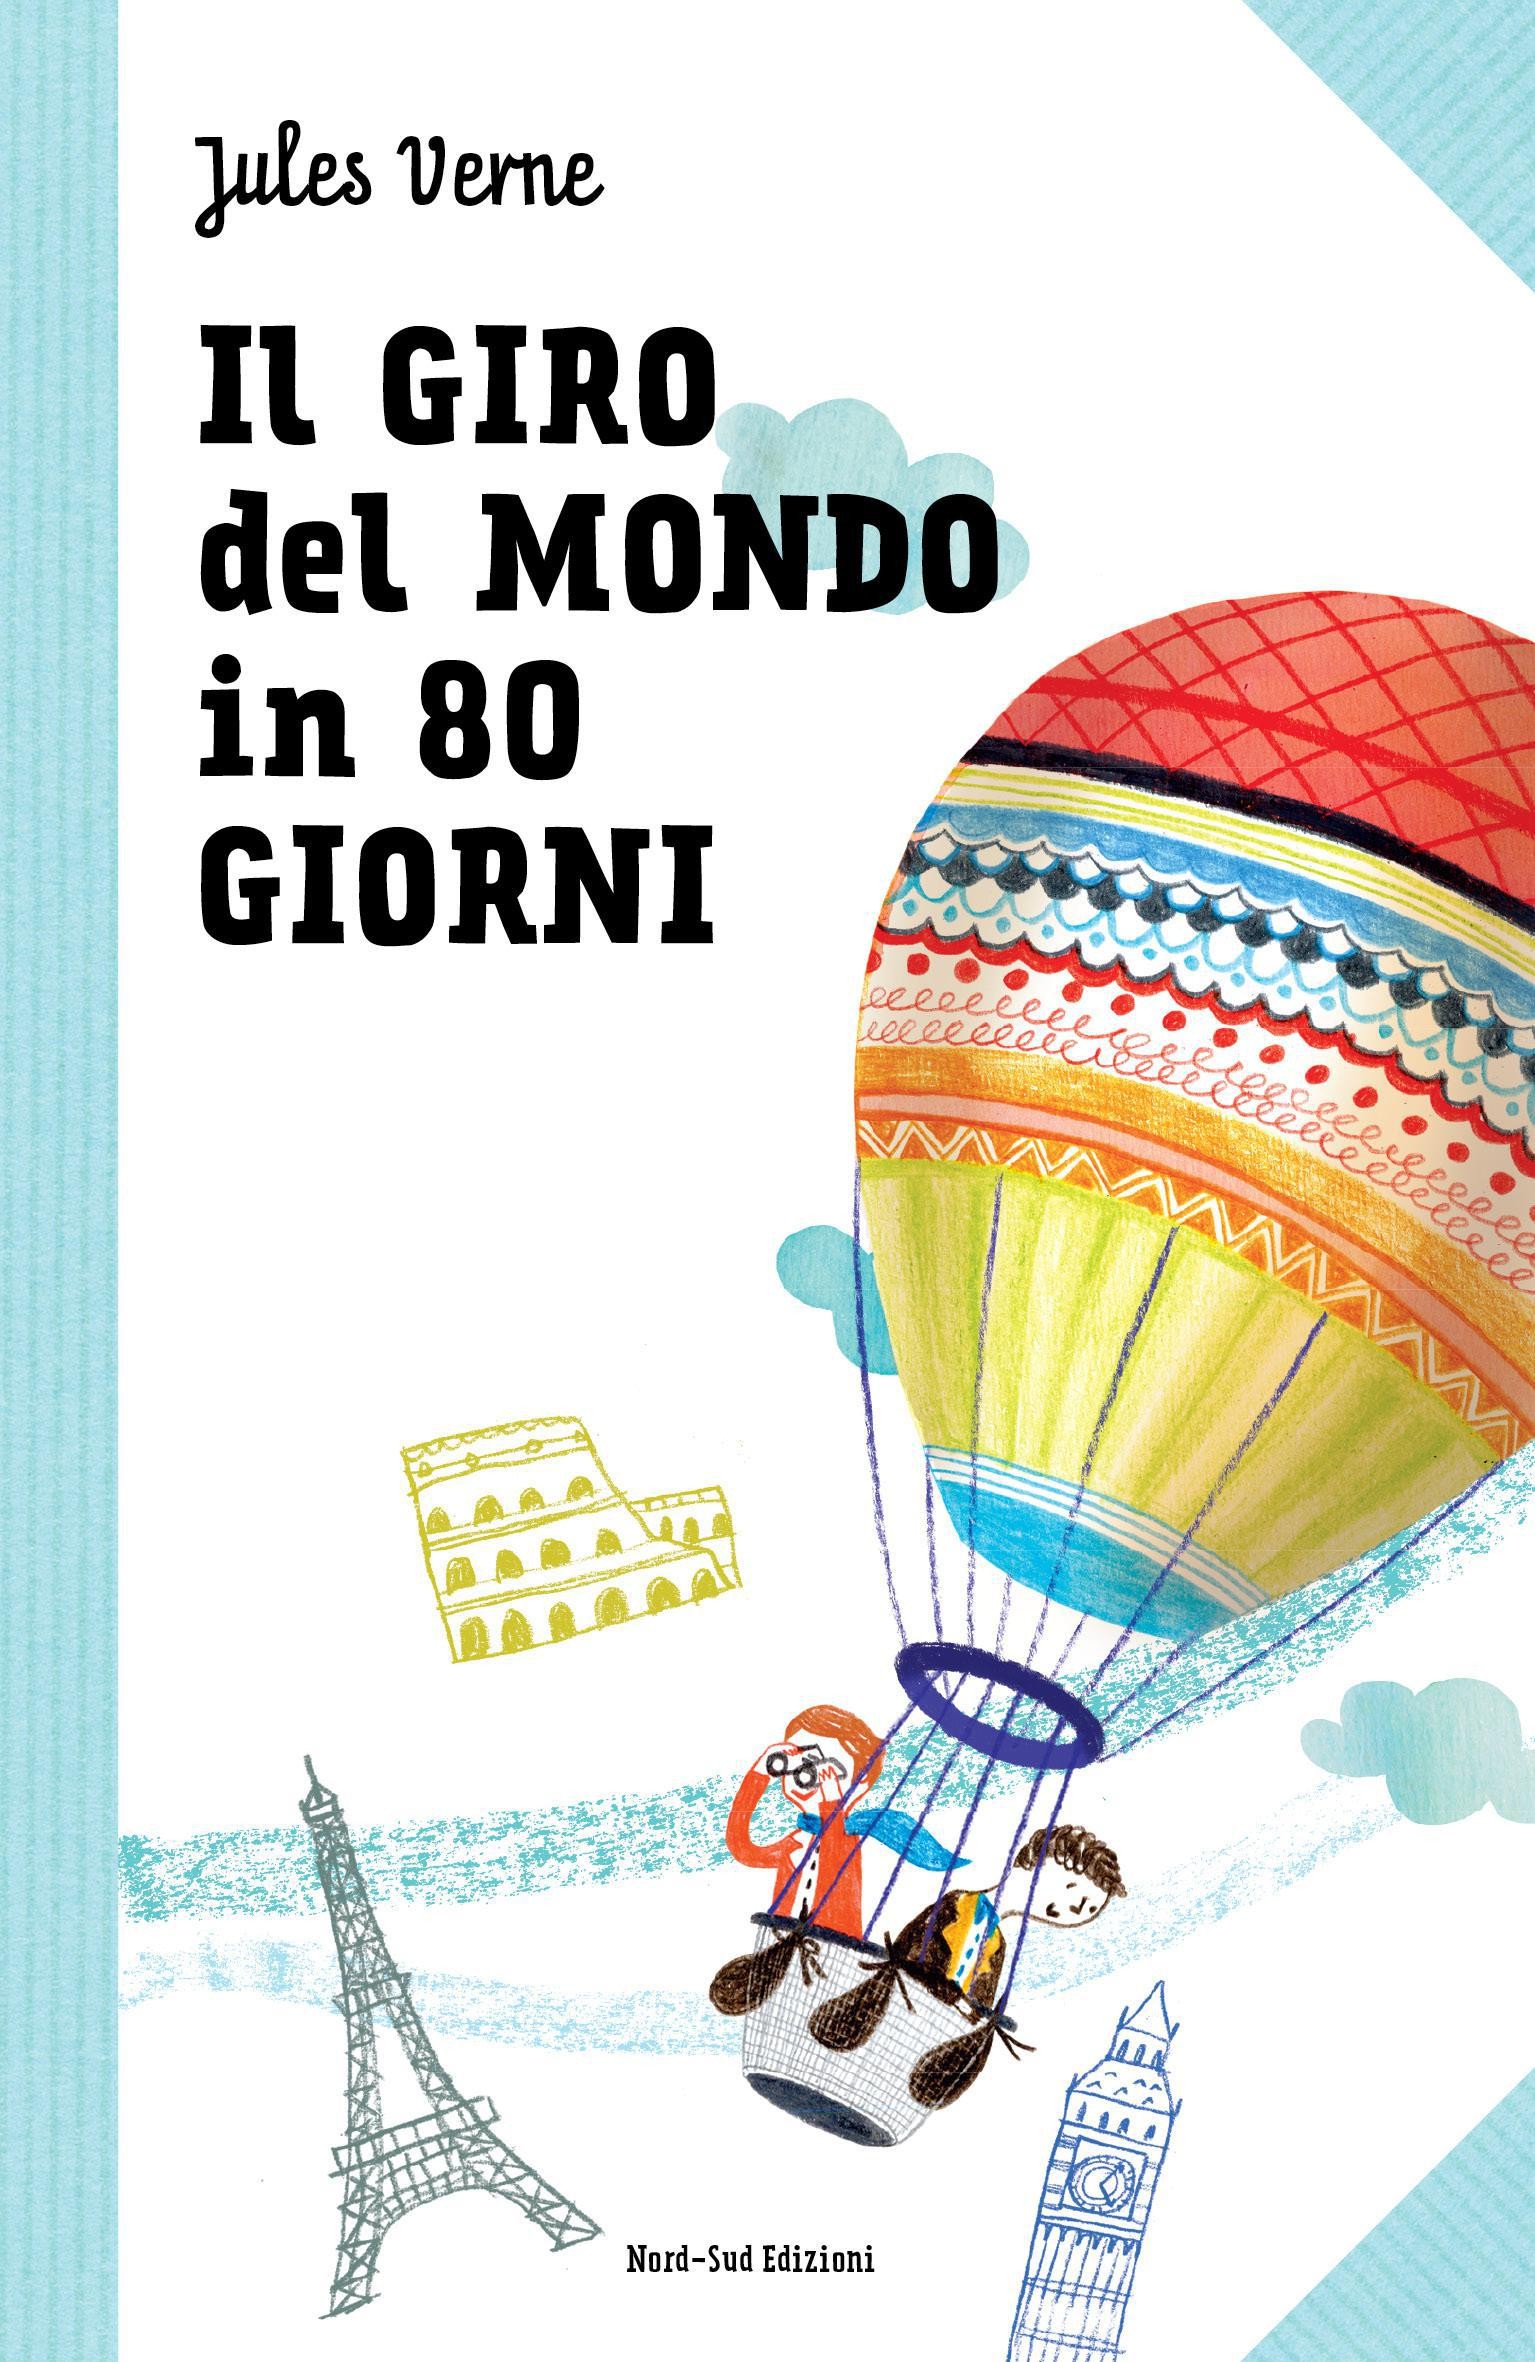 Jules Verne
Il GIRO
del MONDO
in 80
GIORNI
Nord-Sud Edizioni